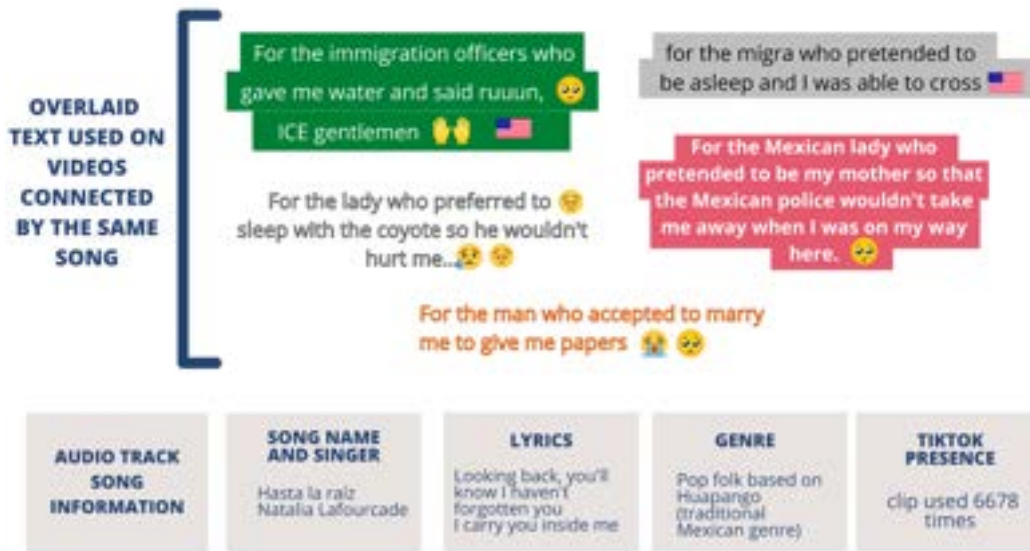 OVERLAID
TEXT USED ON
VIDEOS
CONNECTED
BY THE SAME
SONG
For the immigration officers who
gave me water and said ruuun, 🥺
ICE gentlemen 🙌 🇺🇸
for the migra who pretended to
be asleep and I was able to cross 🇺🇸
For the lady who preferred to 🥺
sleep with the coyote so he wouldn't
hurt me...😢 🥺
For the Mexican lady who
pretended to be my mother so that
the Mexican police wouldn't take
me away when I was on my way
here. 🥺
For the man who accepted to marry
me to give me papers 😭 🥺
AUDIO TRACK
SONG
INFORMATION
SONG NAME
AND SINGER
Hasta la raíz
Natalia Lafourcade
LYRICS
Looking back, you'll
know I haven't
forgotten you
I carry you inside me
GENRE
Pop folk based on
Huapango
(traditional
Mexican genre)
TIKTOK
PRESENCE
clip used 6678
times